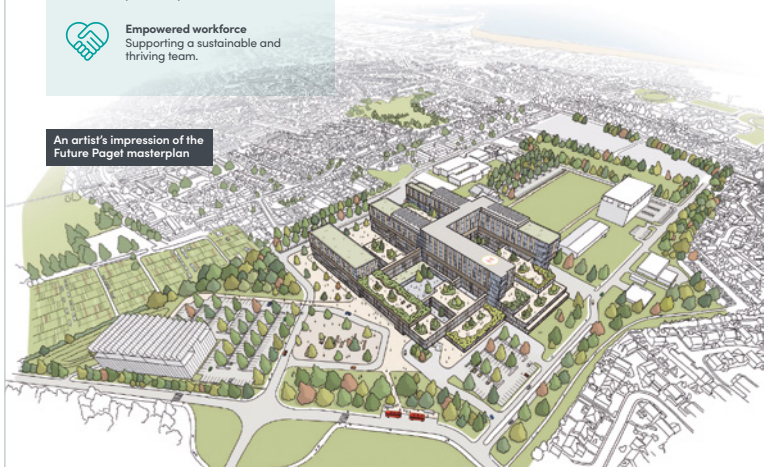 Empowered workforce
Supporting a sustainable and
thriving team.
An artist's impression of the
Future Paget masterplan